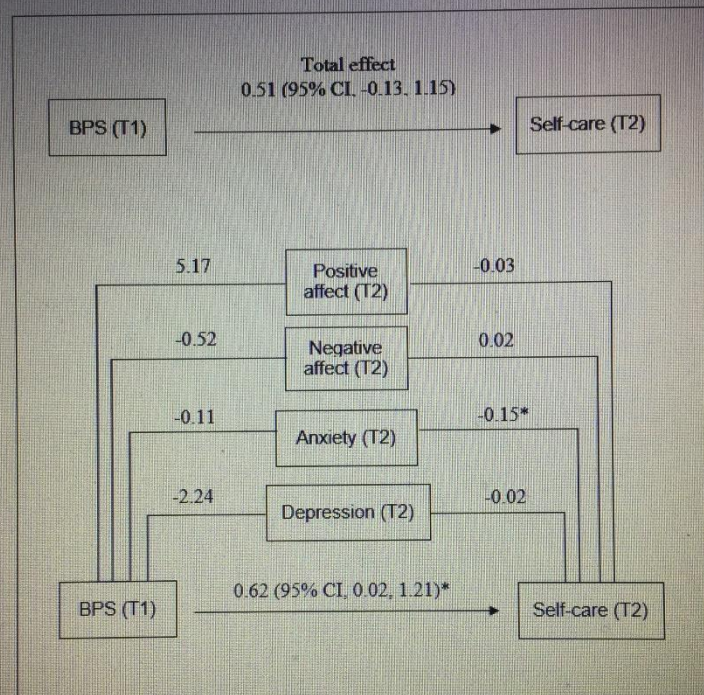 Total effect
0.51 (95% CI, -0.13, 1.15)
BPS (T1)
Self-care (T2)
5.17
Positive
affect (T2)
-0.03
-0.52
Negative
affect (T2)
0.02
-0.11
Anxiety (T2)
-0.15*
-2.24
Depression (T2)
-0.02
BPS (T1)
0.62 (95% CI, 0.02, 1.21)*
Self-care (T2)